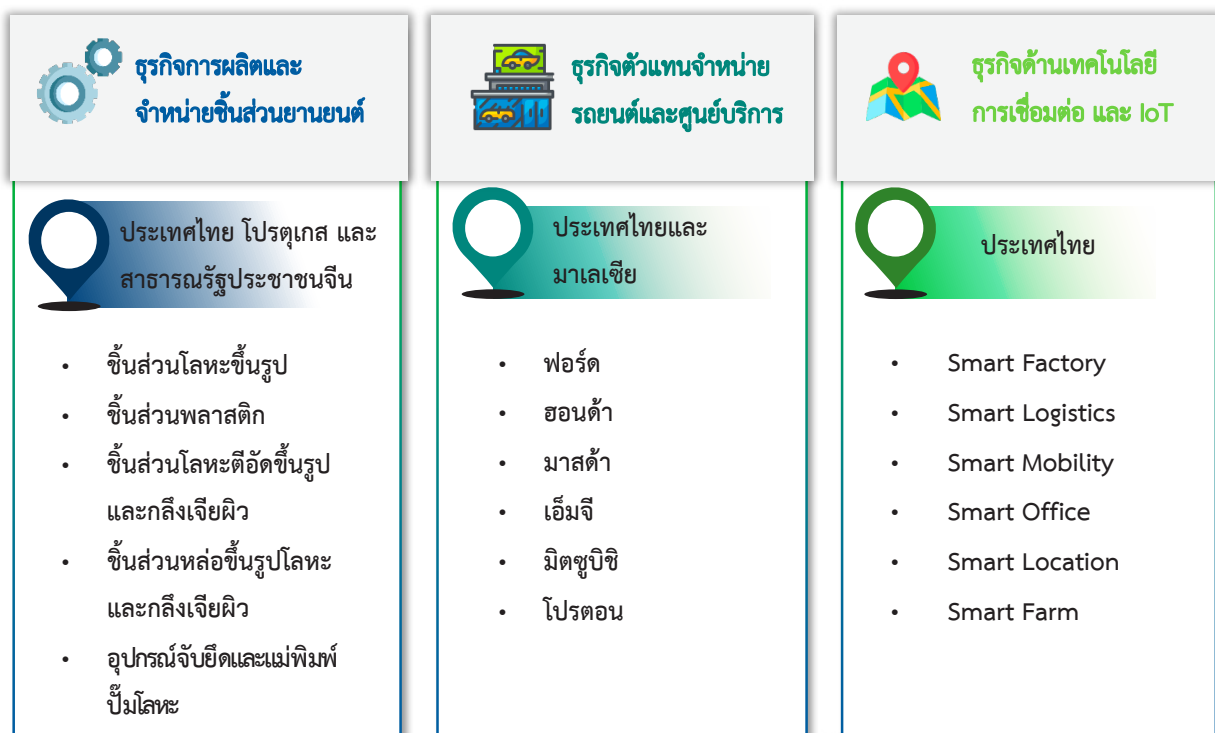 ธุรกิจการผลิตและ
จำหน่ายชิ้นส่วนยานยนต์
ประเทศไทย โปรตุเกส และ
สาธารณรัฐประชาชนจีน
• ชิ้นส่วนโลหะขึ้นรูป
• ชิ้นส่วนพลาสติก
• ชิ้นส่วนโลหะตีอัดขึ้นรูป
และกลึงเจียผิว
• ชิ้นส่วนหล่อขึ้นรูปโลหะ
และกลึงเจียผิว
• อุปกรณ์จับยึดและแม่พิมพ์
ปั๊มโลหะ
ธุรกิจตัวแทนจำหน่าย
รถยนต์และศูนย์บริการ
ประเทศไทยและ
มาเลเซีย
• ฟอร์ด
• ฮอนด้า
• มาสด้า
• เอ็มจี
• มิตซูบิชิ
• โปรตอน
ธุรกิจด้านเทคโนโลยี
การเชื่อมต่อ และ IoT
ประเทศไทย
• Smart Factory
• Smart Logistics
• Smart Mobility
• Smart Office
• Smart Location
• Smart Farm